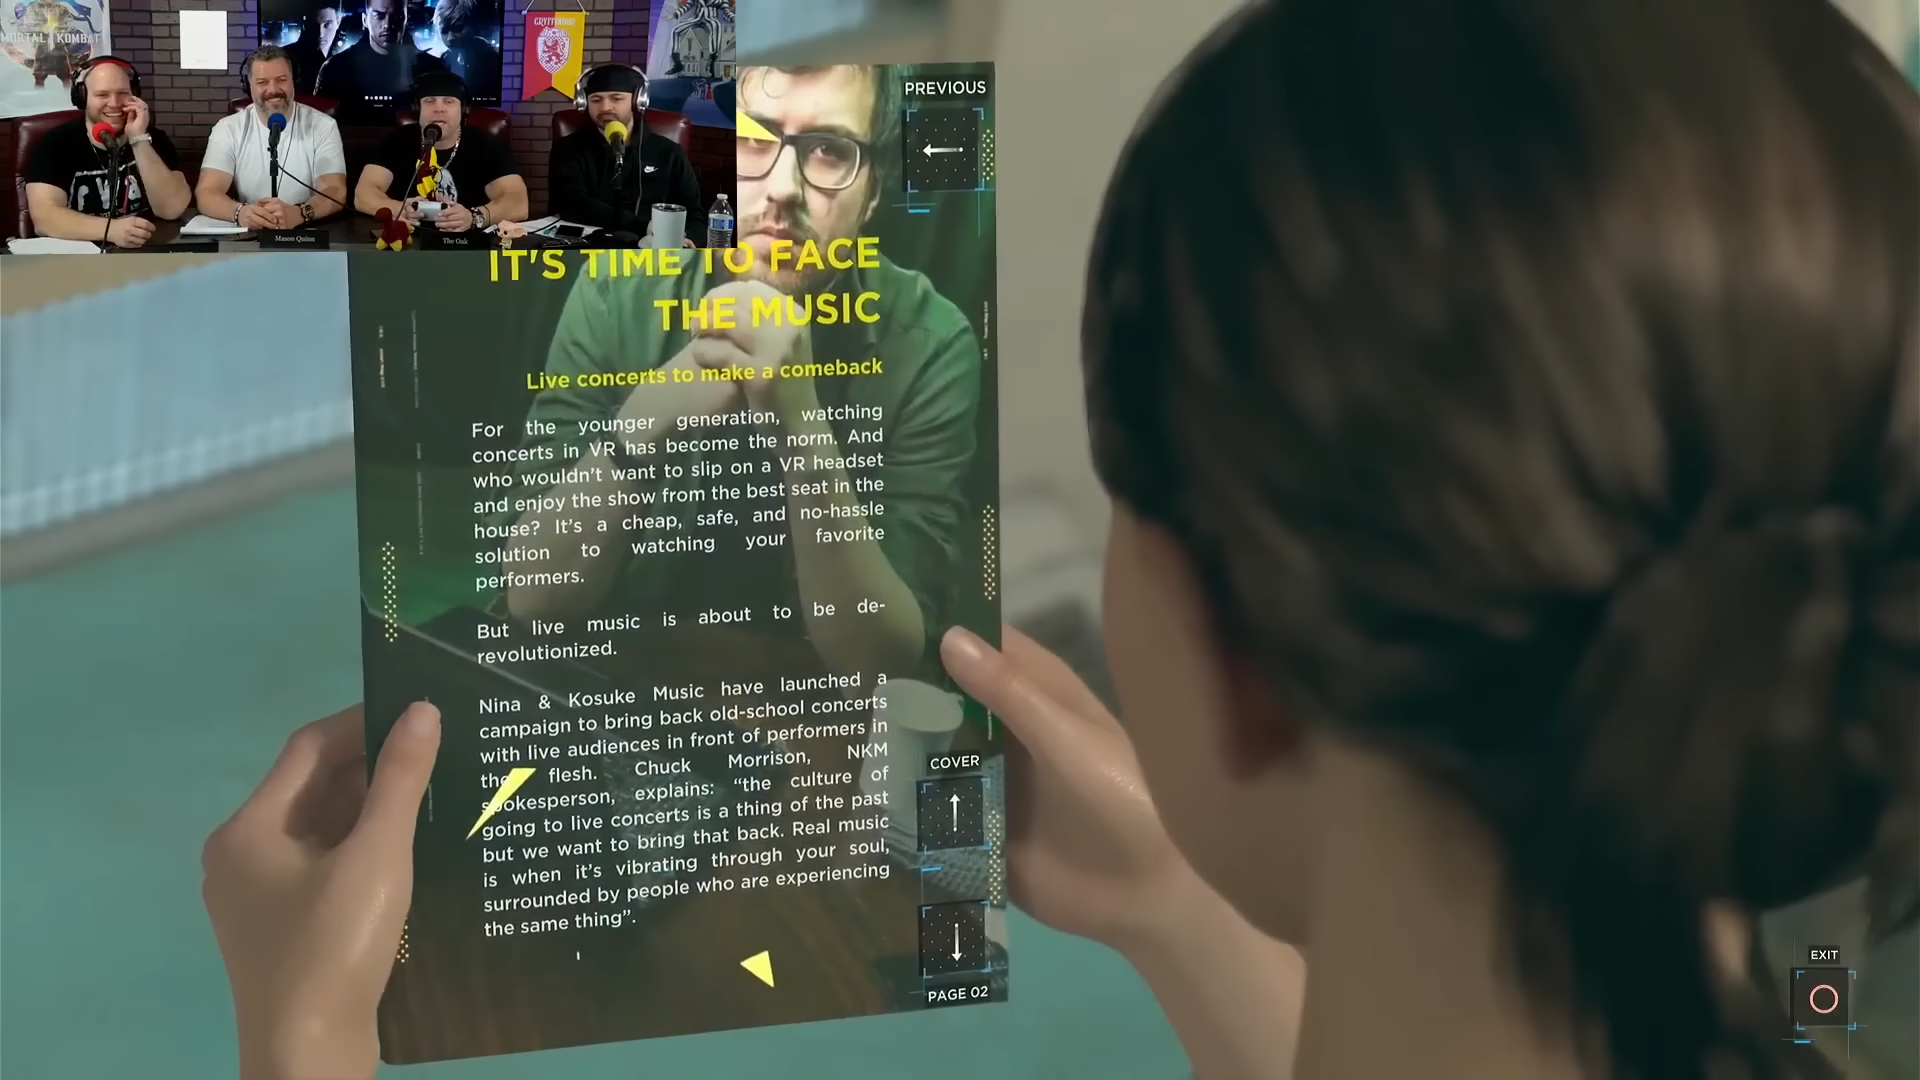 MORTAL KOMBAT
GRYFFINDOR
Mason Quinn
The Oak
PREVIOUS
IT'S TIME TO FACE
THE MUSIC
Live concerts to make a comeback
For the younger generation, watching
concerts in VR has become the norm. And
who wouldn't want to slip on a VR headset
and enjoy the show from the best seat in the
house? It's a cheap, safe, and no-hassle
solution to watching your favorite
performers.
But live music is about to be de-
revolutionized.
Nina & Kosuke Music have launched a
campaign to bring back old-school concerts
with live audiences in front of performers in
the flesh. Chuck Morrison, NKM
spokesperson, explains: “the culture of
going to live concerts is a thing of the past
but we want to bring that back. Real music
is when it's vibrating through your soul,
surrounded by people who are experiencing
the same thing”.
COVER
PAGE 02
EXIT